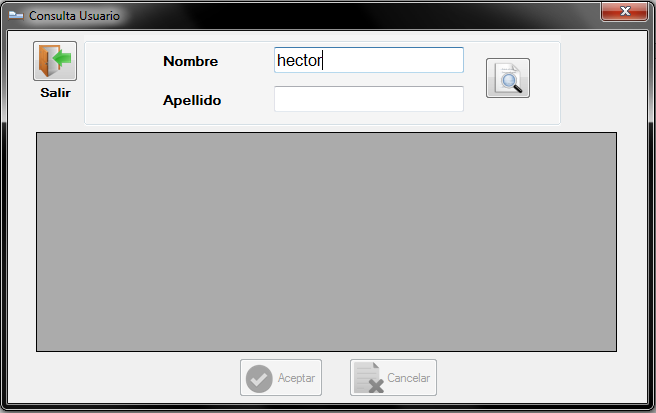 Consulta Usuario
Salir
Nombre
hector
Apellido
Aceptar
Cancelar